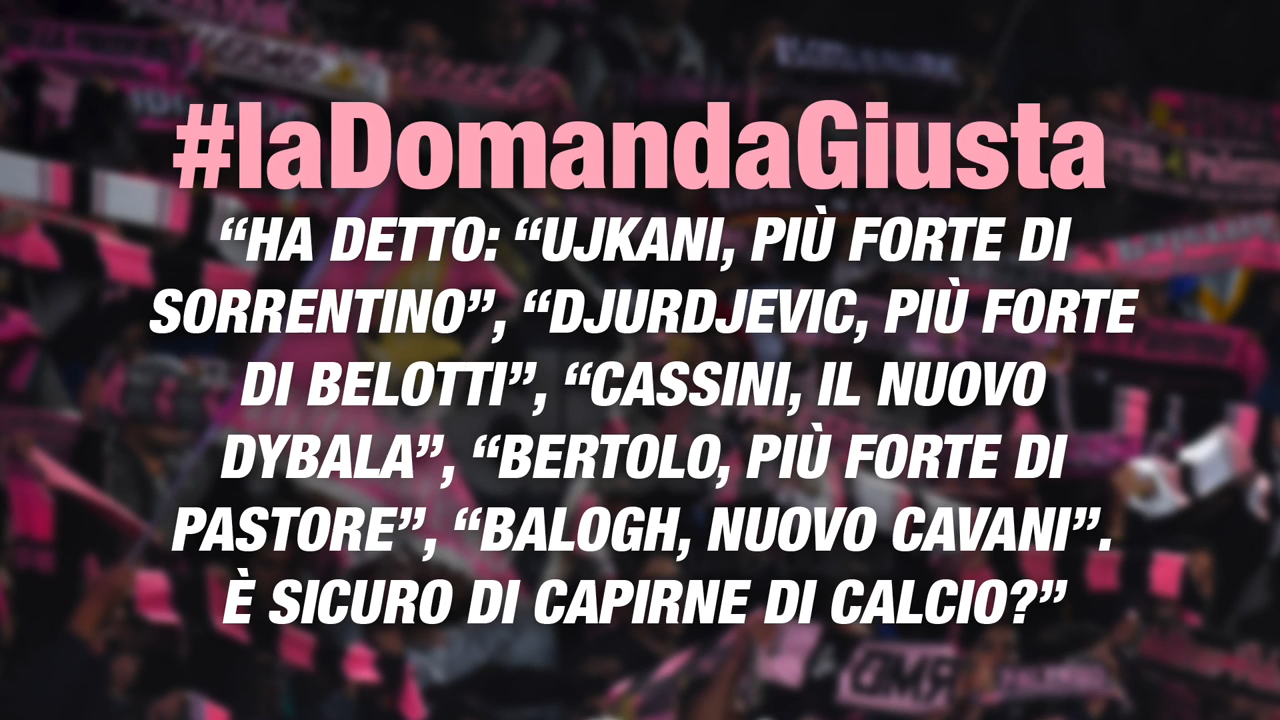 #laDomandaGiusta
“HA DETTO: “UJKANI, PIÙ FORTE DI
SORRENTINO”, “DJURDJEVIC, PIÙ FORTE
DI BELOTTI”, “CASSINI, IL NUOVO
DYBALA”, “BERTOLO, PIÙ FORTE DI
PASTORE”, “BALOGH, NUOVO CAVANI”.
È SICURO DI CAPIRNE DI CALCIO?”